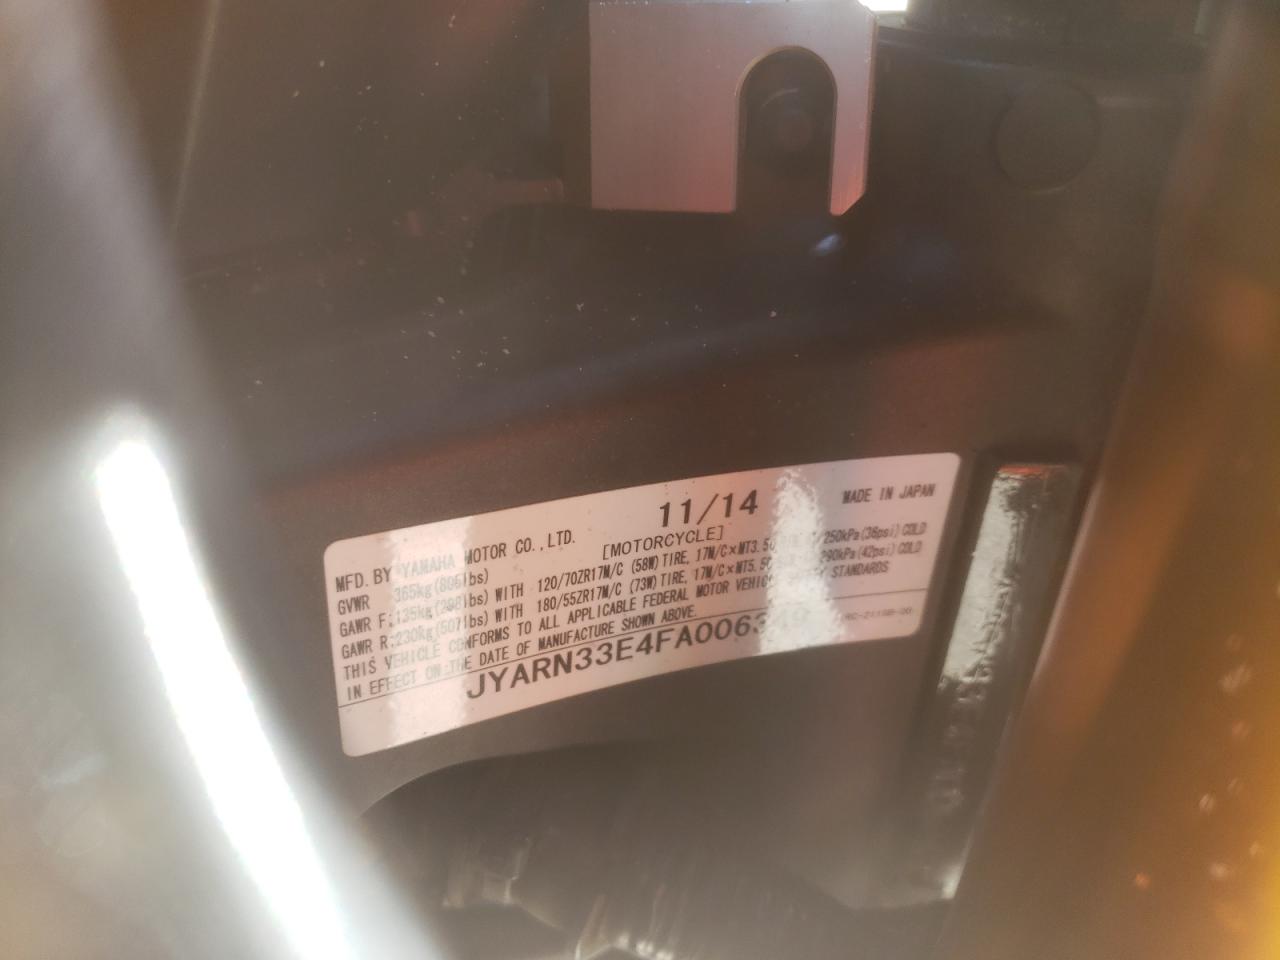 11/14 MADE IN JAPAN
MFD. BY YAMAHA MOTOR CO.,LTD. [MOTORCYCLE]
GVWR 365kg(805lbs)
GAWR F:135kg(298lbs) WITH 120/70ZR17M/C (58W) TIRE, 17M/C×MT3.50 250kPa(36psi) COLD
GAWR R:230kg(507lbs) WITH 180/55ZR17M/C (73W) TIRE, 17M/C×MT5.50 290kPa(42psi) COLD
THIS VEHICLE CONFORMS TO ALL APPLICABLE FEDERAL MOTOR VEHICLE SAFETY STANDARDS
IN EFFECT ON THE DATE OF MANUFACTURE SHOWN ABOVE.